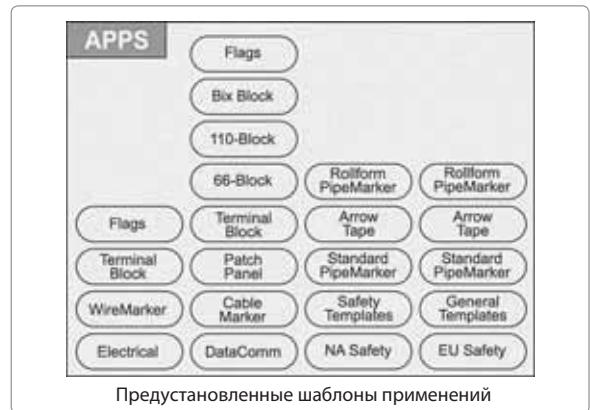 APPS
Flags
Bix Block
110-Block
66-Block
Rollform
PipeMarker
Rollform
PipeMarker
Flags
Terminal
Block
Arrow
Tape
Arrow
Tape
Terminal
Block
Patch
Panel
Standard
PipeMarker
Standard
PipeMarker
WireMarker
Cable
Marker
Safety
Templates
General
Templates
Electrical
DataComm
NA Safety
EU Safety
Предустановленные шаблоны применений